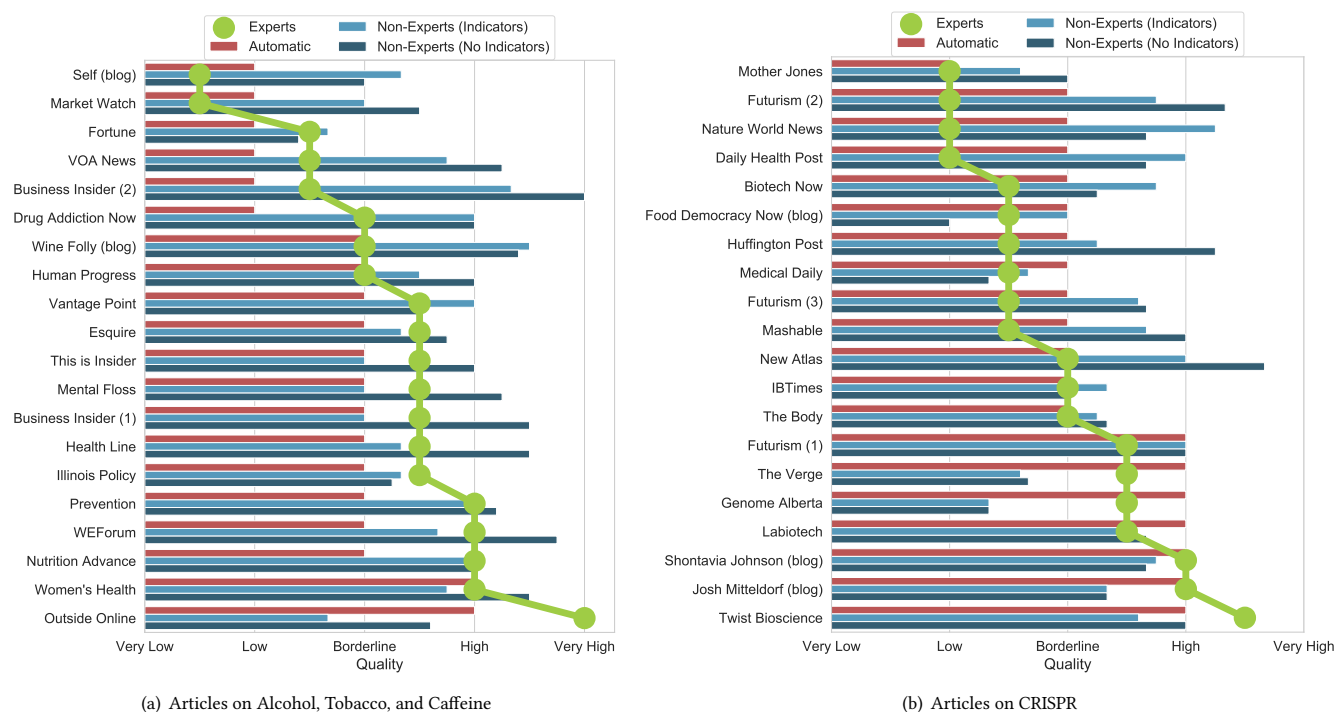 Experts
Non-Experts (Indicators)
Automatic
Non-Experts (No Indicators)
Self (blog)
Market Watch
Fortune
VOA News
Business Insider (2)
Drug Addiction Now
Wine Folly (blog)
Human Progress
Vantage Point
Esquire
This is Insider
Mental Floss
Business Insider (1)
Health Line
Illinois Policy
Prevention
WEForum
Nutrition Advance
Women's Health
Outside Online
Very Low
Low
Borderline
High
Very High
Quality
(a) Articles on Alcohol, Tobacco, and Caffeine
Experts
Non-Experts (Indicators)
Automatic
Non-Experts (No Indicators)
Mother Jones
Futurism (2)
Nature World News
Daily Health Post
Biotech Now
Food Democracy Now (blog)
Huffington Post
Medical Daily
Futurism (3)
Mashable
New Atlas
IBTimes
The Body
Futurism (1)
The Verge
Genome Alberta
Labiotech
Shontavia Johnson (blog)
Josh Mitteldorf (blog)
Twist Bioscience
Very Low
Low
Borderline
High
Very High
Quality
(b) Articles on CRISPR